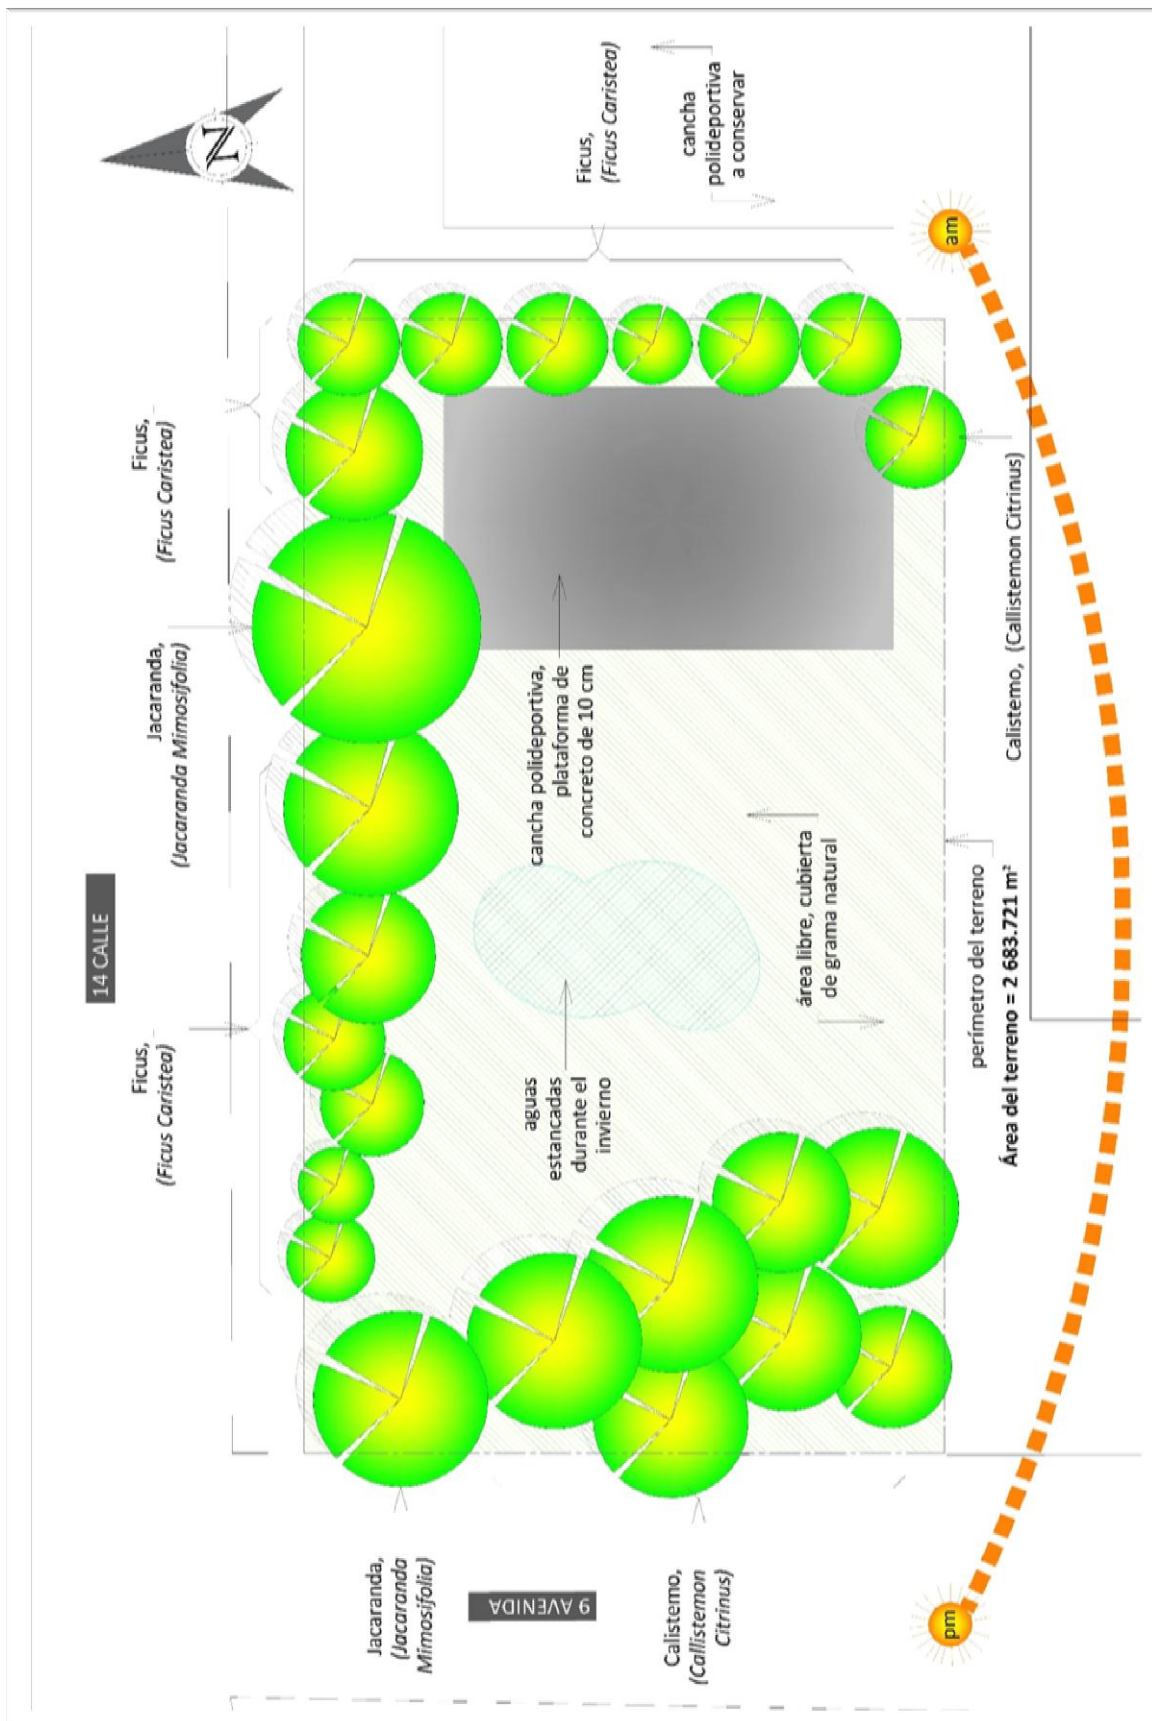 14 CALLE
Ficus,
(Ficus Caristea)
Jacaranda,
(Jacaranda Mimosifolia)
Ficus,
(Ficus Caristea)
N
Ficus,
(Ficus Caristea)
cancha
polideportiva
a conservar
cancha polideportiva,
plataforma de
concreto de 10 cm
aguas
estancadas
durante el
invierno
área libre, cubierta
de grama natural
Jacaranda,
(Jacaranda
Mimosifolia)
9 AVENIDA
Calistemo,
(Callistemon
Citrinus)
perímetro del terreno
Área del terreno = 2 683.721 m²
Calistemo, (Callistemon Citrinus)
pm
am